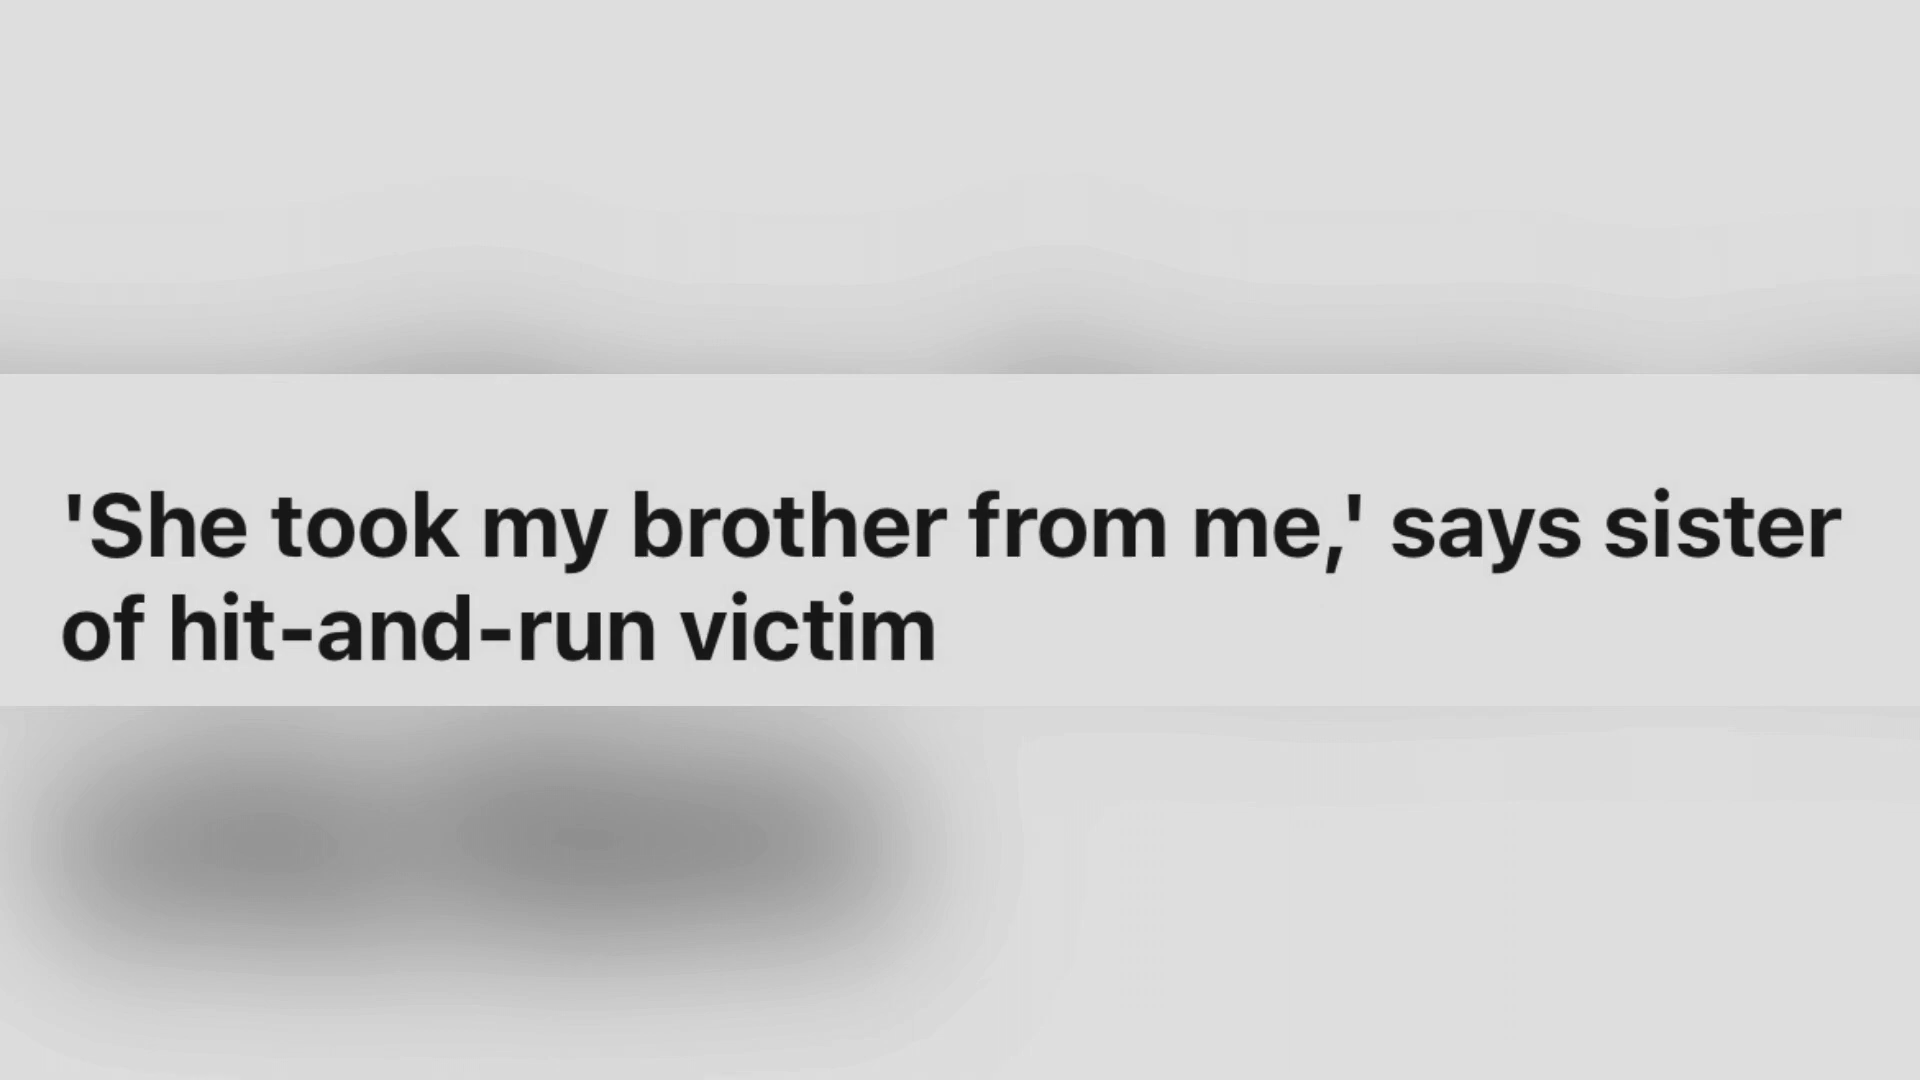 'She took my brother from me,' says sister
of hit-and-run victim